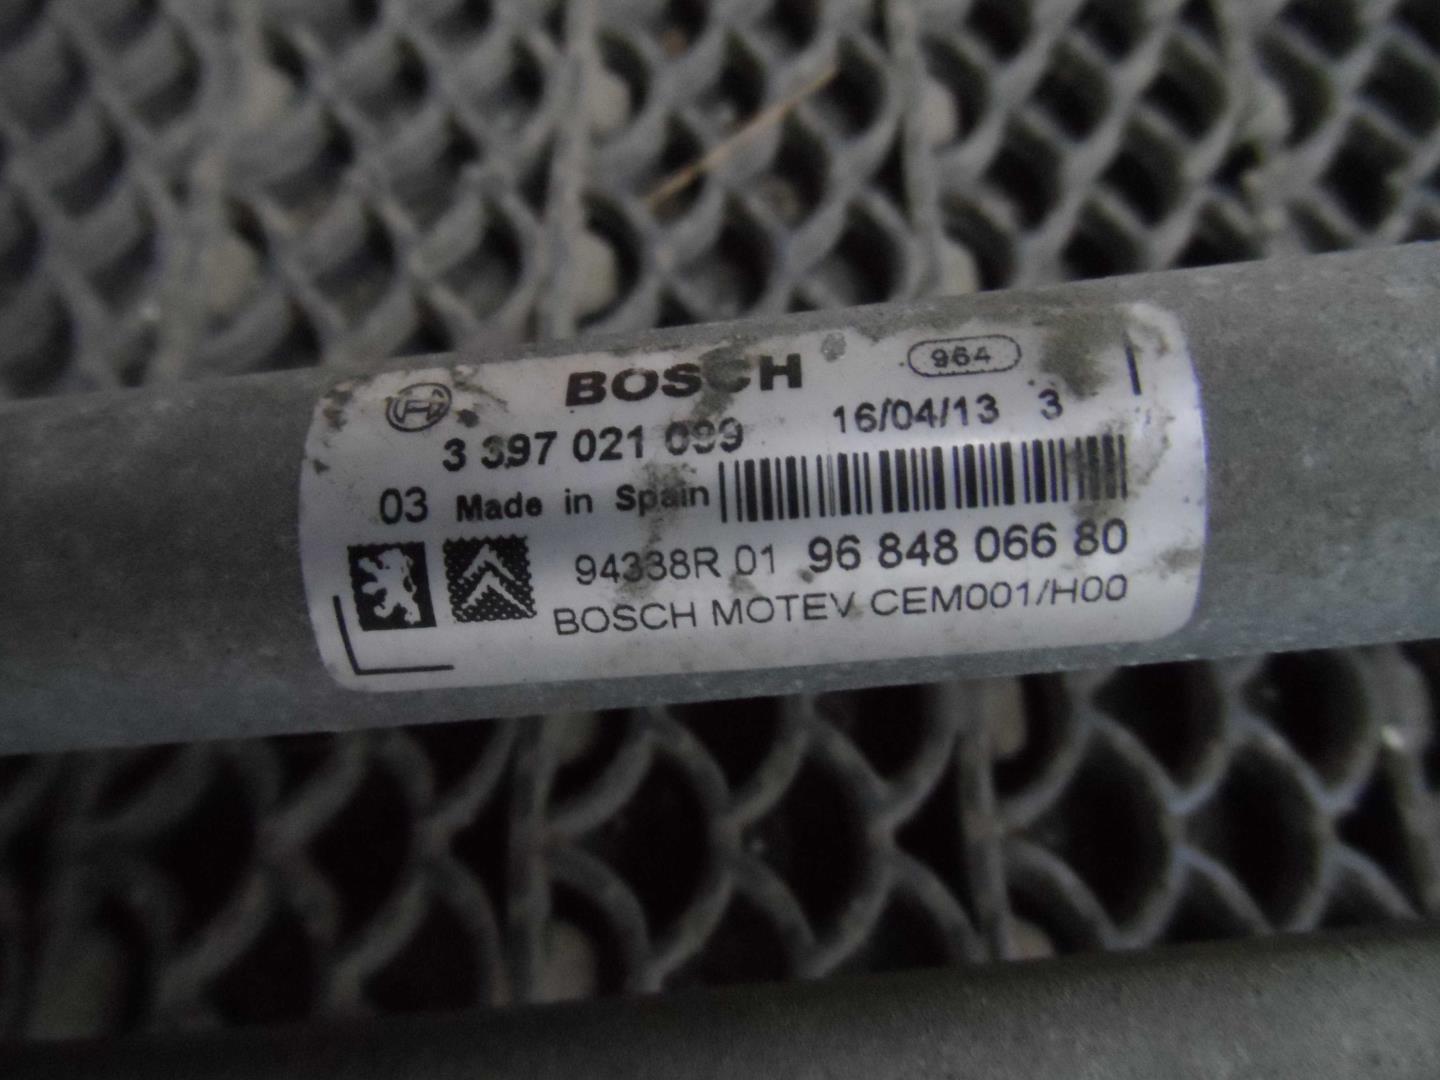 BOSCH 964
3 397 021 099 16/04/13 3
03 Made in Spain
94338R 01 96 848 066 80
BOSCH MOTEV CEM001/H00